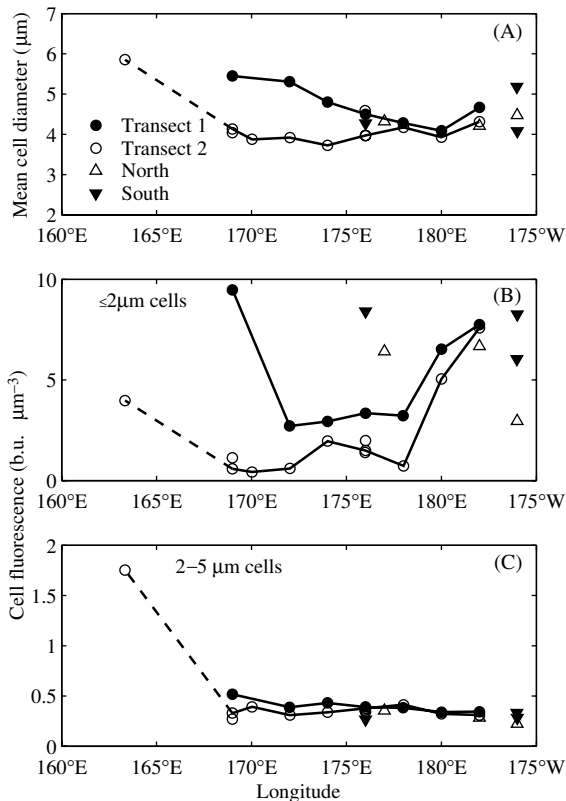 Mean cell diameter (μm)
7
6
5
4
3
2
(A)
Transect 1
Transect 2
North
South
160°E 165°E 170°E 175°E 180°E 175°W
Cell fluorescence (b.u. μm⁻³)
10
5
0
≤2μm cells
(B)
160°E 165°E 170°E 175°E 180°E 175°W
2
1.5
1
0.5
0
2−5 μm cells
(C)
160°E 165°E 170°E 175°E 180°E 175°W
Longitude